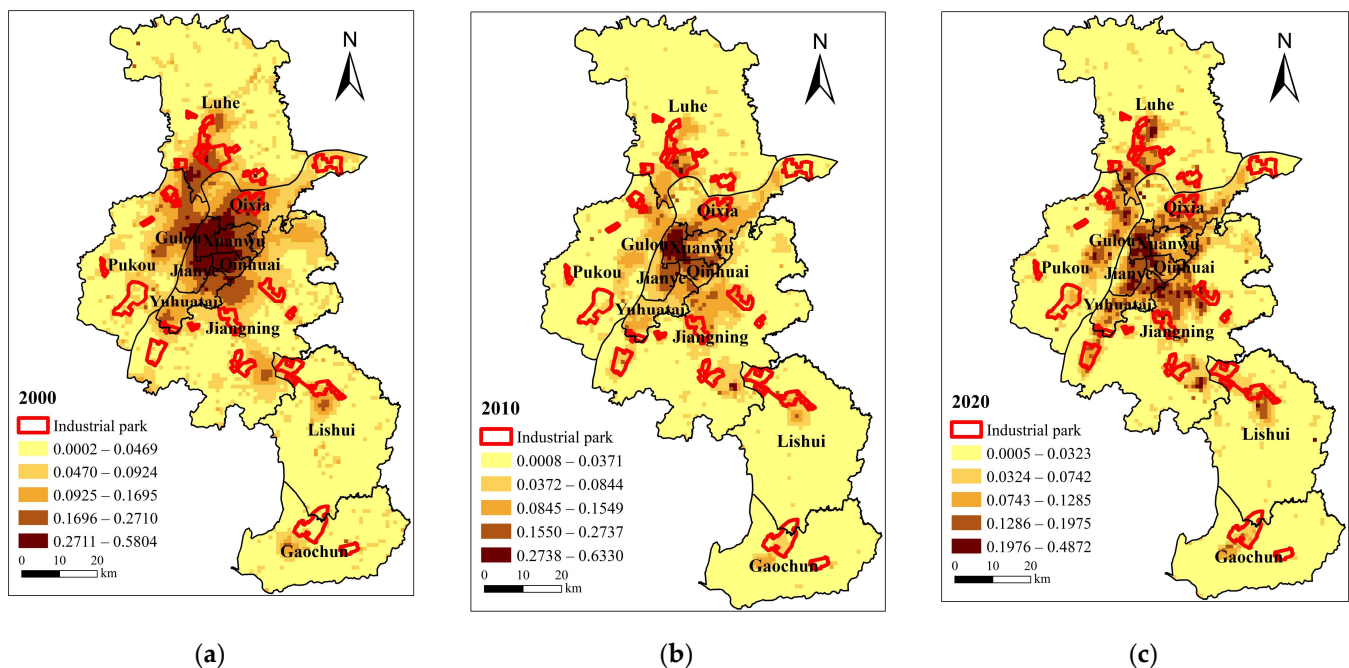 N
Luhe
Qixia
Gulou
Xuanwu
Pukou
Jianye
Qinhuai
Yuhuatai
Jiangning
2000
Industrial park
0.0002 – 0.0469
0.0470 – 0.0924
0.0925 – 0.1695
0.1696 – 0.2710
0.2711 – 0.5804
Lishui
Gaochun
0 10 20
km
(a)
N
Luhe
Qixia
Gulou
Xuanwu
Pukou
Jianye
Qinhuai
Yuhuatai
Jiangning
2010
Industrial park
0.0008 – 0.0371
0.0372 – 0.0844
0.0845 – 0.1549
0.1550 – 0.2737
0.2738 – 0.6330
Lishui
Gaochun
0 10 20
km
(b)
N
Luhe
Qixia
Gulou
Xuanwu
Pukou
Jianye
Qinhuai
Yuhuatai
Jiangning
2020
Industrial park
0.0005 – 0.0323
0.0324 – 0.0742
0.0743 – 0.1285
0.1286 – 0.1975
0.1976 – 0.4872
Lishui
Gaochun
0 10 20
km
(c)